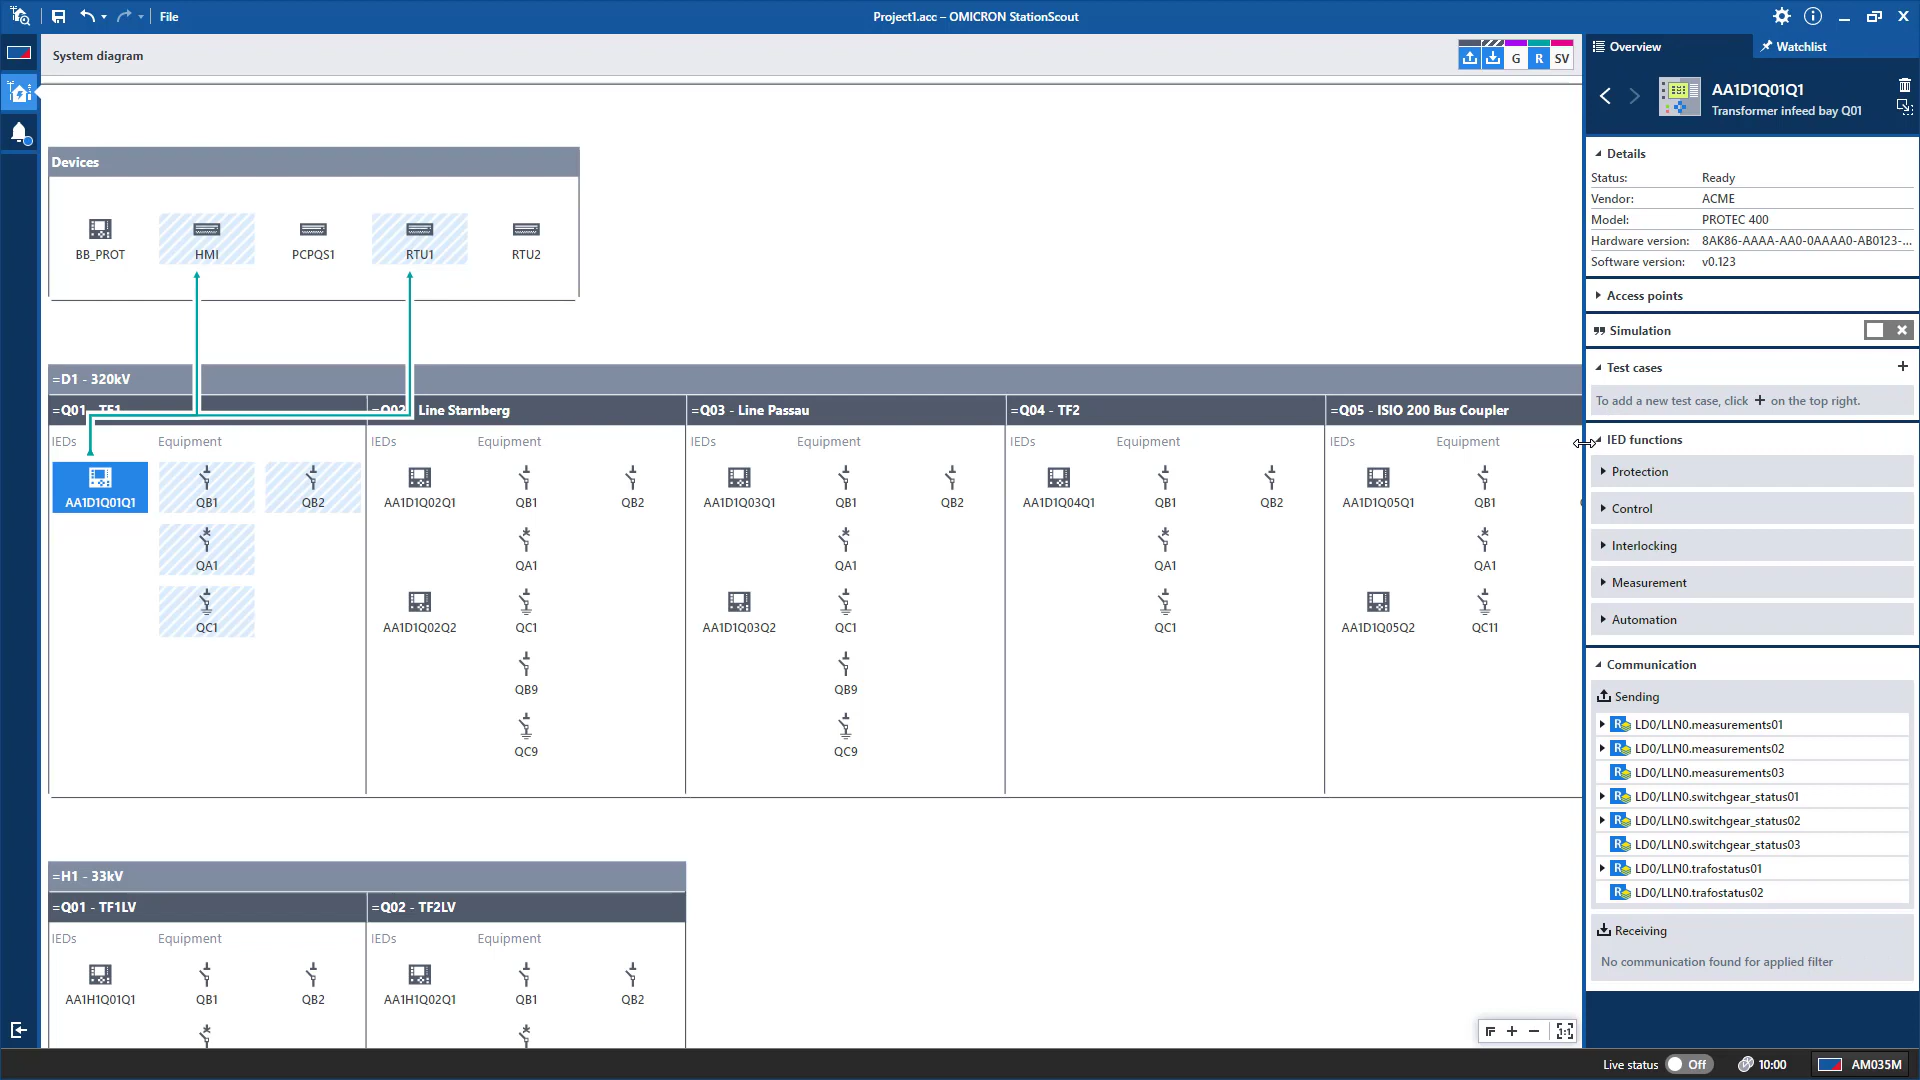 File
Project1.acc – OMICRON StationScout
System diagram
G R SV
Overview
Watchlist
AA1D1Q01Q1
Transformer infeed bay Q01
Devices
BB_PROT HMI PCPQS1 RTU1 RTU2
=D1 - 320kV
=Q01 - TF1 =Q02 - Line Starnberg =Q03 - Line Passau =Q04 - TF2 =Q05 - ISIO 200 Bus Coupler
IEDs Equipment IEDs Equipment IEDs Equipment IEDs Equipment IEDs Equipment
AA1D1Q01Q1 QB1 QB2 AA1D1Q02Q1 QB1 QB2 AA1D1Q03Q1 QB1 QB2 AA1D1Q04Q1 QB1 QB2 AA1D1Q05Q1 QB1
QA1 QA1 QA1 QA1 QA1
QC1 AA1D1Q02Q2 QC1 AA1D1Q03Q2 QC1 QC1 AA1D1Q05Q2 QC11
QB9 QB9
QC9 QC9
=H1 - 33kV
=Q01 - TF1LV =Q02 - TF2LV
IEDs Equipment IEDs Equipment
AA1H1Q01Q1 QB1 QB2 AA1H1Q02Q1 QB1 QB2
Details
Status: Ready
Vendor: ACME
Model: PROTEC 400
Hardware version: 8AK86-AAAA-AA0-0AAAA0-AB0123-...
Software version: v0.123
Access points
Simulation
Test cases
To add a new test case, click + on the top right.
IED functions
Protection
Control
Interlocking
Measurement
Automation
Communication
Sending
R LD0/LLN0.measurements01
R LD0/LLN0.measurements02
R LD0/LLN0.measurements03
R LD0/LLN0.switchgear_status01
R LD0/LLN0.switchgear_status02
R LD0/LLN0.switchgear_status03
R LD0/LLN0.trafostatus01
R LD0/LLN0.trafostatus02
Receiving
No communication found for applied filter
1:1
Live status Off 10:00 AM035M